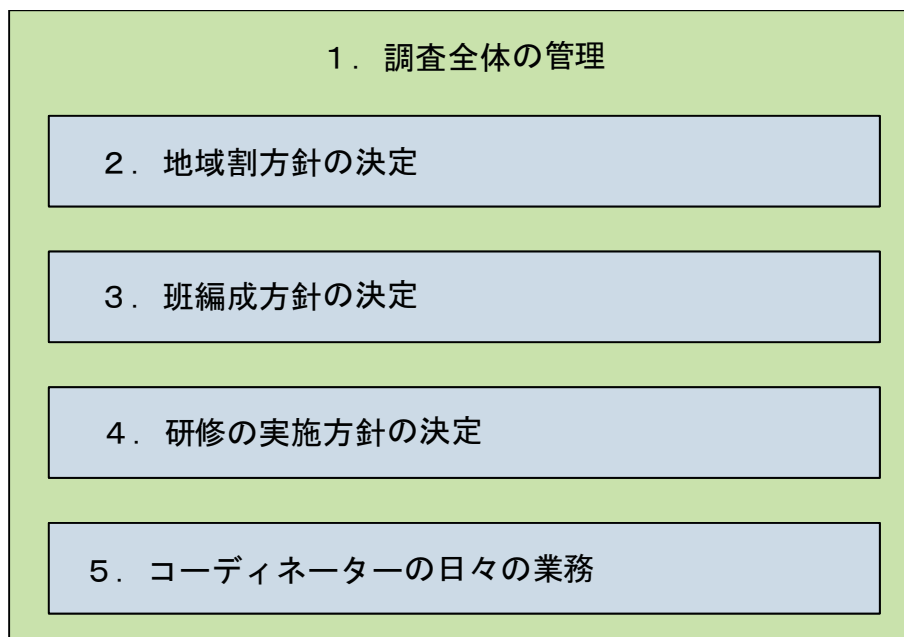 １．調査全体の管理
２．地域割方針の決定
３．班編成方針の決定
４．研修の実施方針の決定
５．コーディネーターの日々の業務